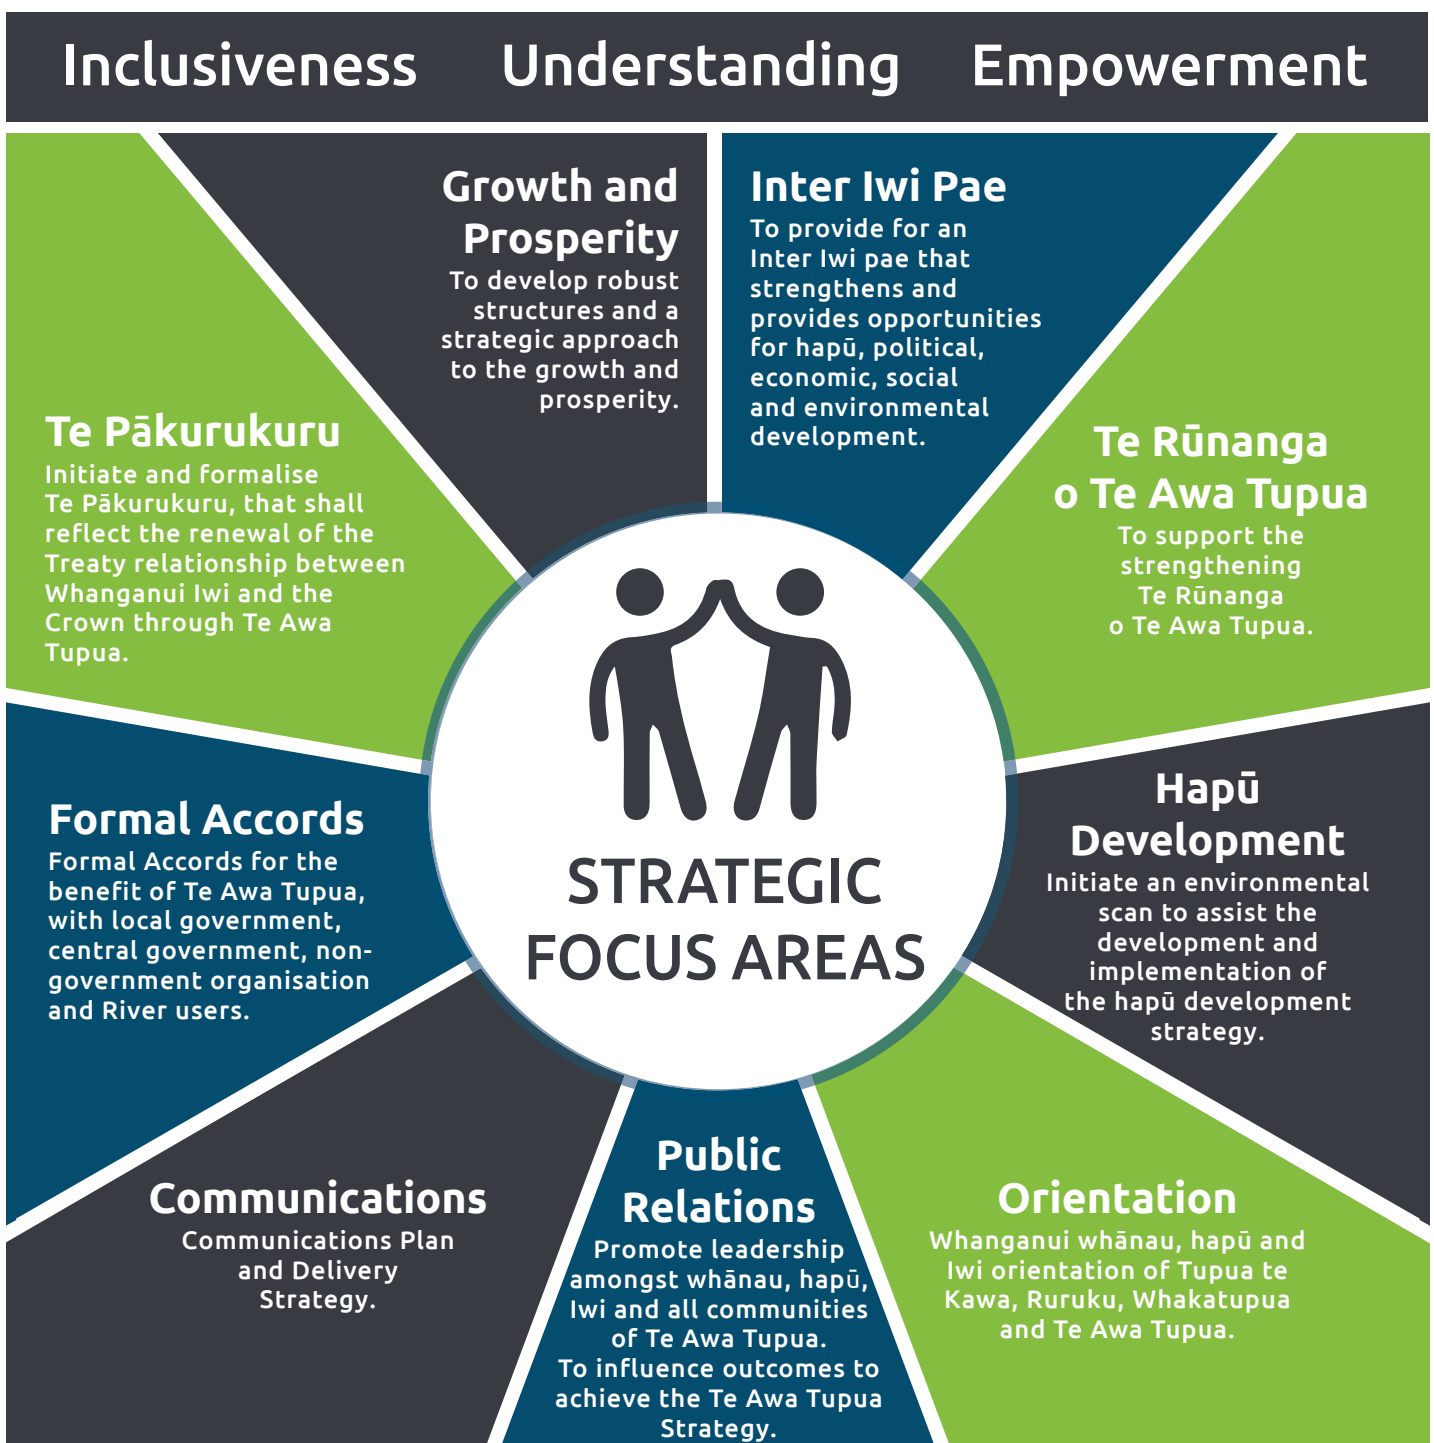 Inclusiveness Understanding Empowerment
Growth and
Prosperity
To develop robust
structures and a
strategic approach
to the growth and
prosperity.
Inter Iwi Pae
To provide for an
Inter Iwi pae that
strengthens and
provides opportunities
for hapū, political,
economic, social
and environmental
development.
Te Pākurukuru
Initiate and formalise
Te Pākurukuru, that shall
reflect the renewal of the
Treaty relationship between
Whanganui Iwi and the
Crown through Te Awa
Tupua.
Te Rūnanga
o Te Awa Tupua
To support the
strengthening
Te Rūnanga
o Te Awa Tupua.
STRATEGIC
FOCUS AREAS
Formal Accords
Formal Accords for the
benefit of Te Awa Tupua,
with local government,
central government, non-
government organisation
and River users.
Hapū
Development
Initiate an environmental
scan to assist the
development and
implementation of
the hapū development
strategy.
Communications
Communications Plan
and Delivery
Strategy.
Public
Relations
Promote leadership
amongst whānau, hapū,
Iwi and all communities
of Te Awa Tupua.
To influence outcomes to
achieve the Te Awa Tupua
Strategy.
Orientation
Whanganui whānau, hapū and
Iwi orientation of Tupua te
Kawa, Ruruku, Whakatupua
and Te Awa Tupua.